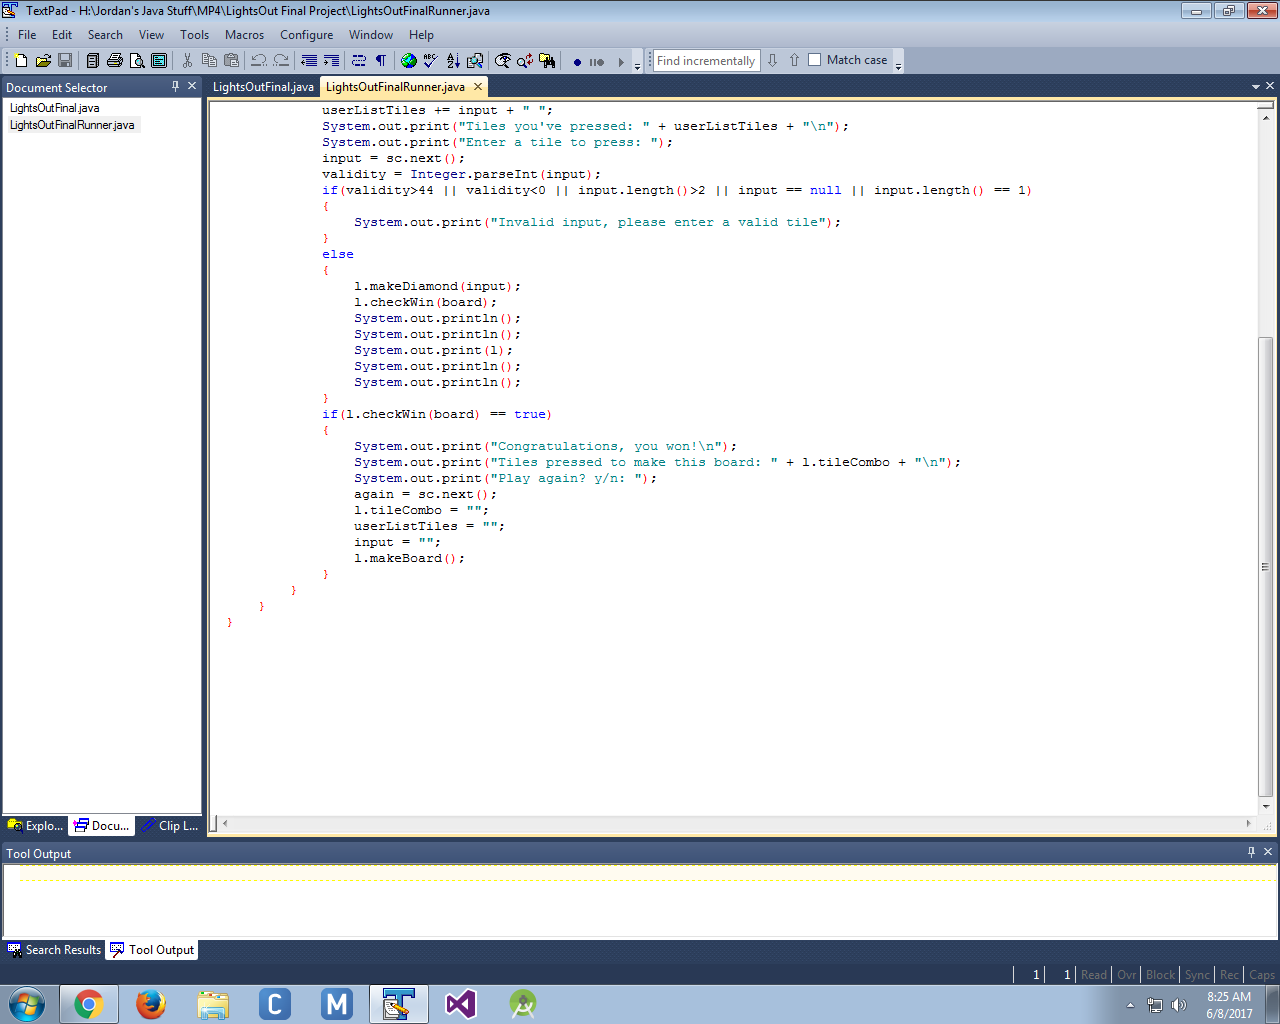 TextPad - H:\Jordan's Java Stuff\MP4\LightsOut Final Project\LightsOutFinalRunner.java
File Edit Search View Tools Macros Configure Window Help
Find incrementally Match case
Document Selector
LightsOutFinal.java
LightsOutFinalRunner.java
LightsOutFinal.java LightsOutFinalRunner.java
userListTiles += input + " ";
System.out.print("Tiles you've pressed: " + userListTiles + "\n");
System.out.print("Enter a tile to press: ");
input = sc.next();
validity = Integer.parseInt(input);
if(validity>44 || validity<0 || input.length()>2 || input == null || input.length() == 1)
{
System.out.print("Invalid input, please enter a valid tile");
}
else
{
l.makeDiamond(input);
l.checkWin(board);
System.out.println();
System.out.println();
System.out.print(l);
System.out.println();
System.out.println();
}
if(l.checkWin(board) == true)
{
System.out.print("Congratulations, you won!\n");
System.out.print("Tiles pressed to make this board: " + l.tileCombo + "\n");
System.out.print("Play again? y/n: ");
again = sc.next();
l.tileCombo = "";
userListTiles = "";
input = "";
l.makeBoard();
}
}
}
}
Explo... Docu... Clip L...
Tool Output
Search Results Tool Output
1 1 Read Ovr Block Sync Rec Caps
C M
8:25 AM
6/8/2017